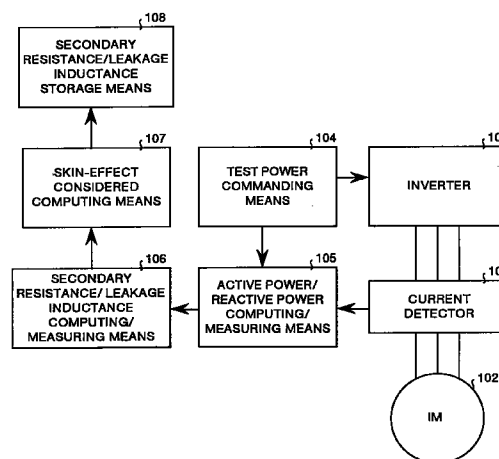 108
SECONDARY
RESISTANCE/LEAKAGE
INDUCTANCE
STORAGE MEANS
107
SKIN-EFFECT
CONSIDERED
COMPUTING MEANS
104
TEST POWER
COMMANDING
MEANS
INVERTER
106
SECONDARY
RESISTANCE/ LEAKAGE
INDUCTANCE
COMPUTING/
MEASURING MEANS
105
ACTIVE POWER/
REACTIVE POWER
COMPUTING/
MEASURING MEANS
CURRENT
DETECTOR
102
IM